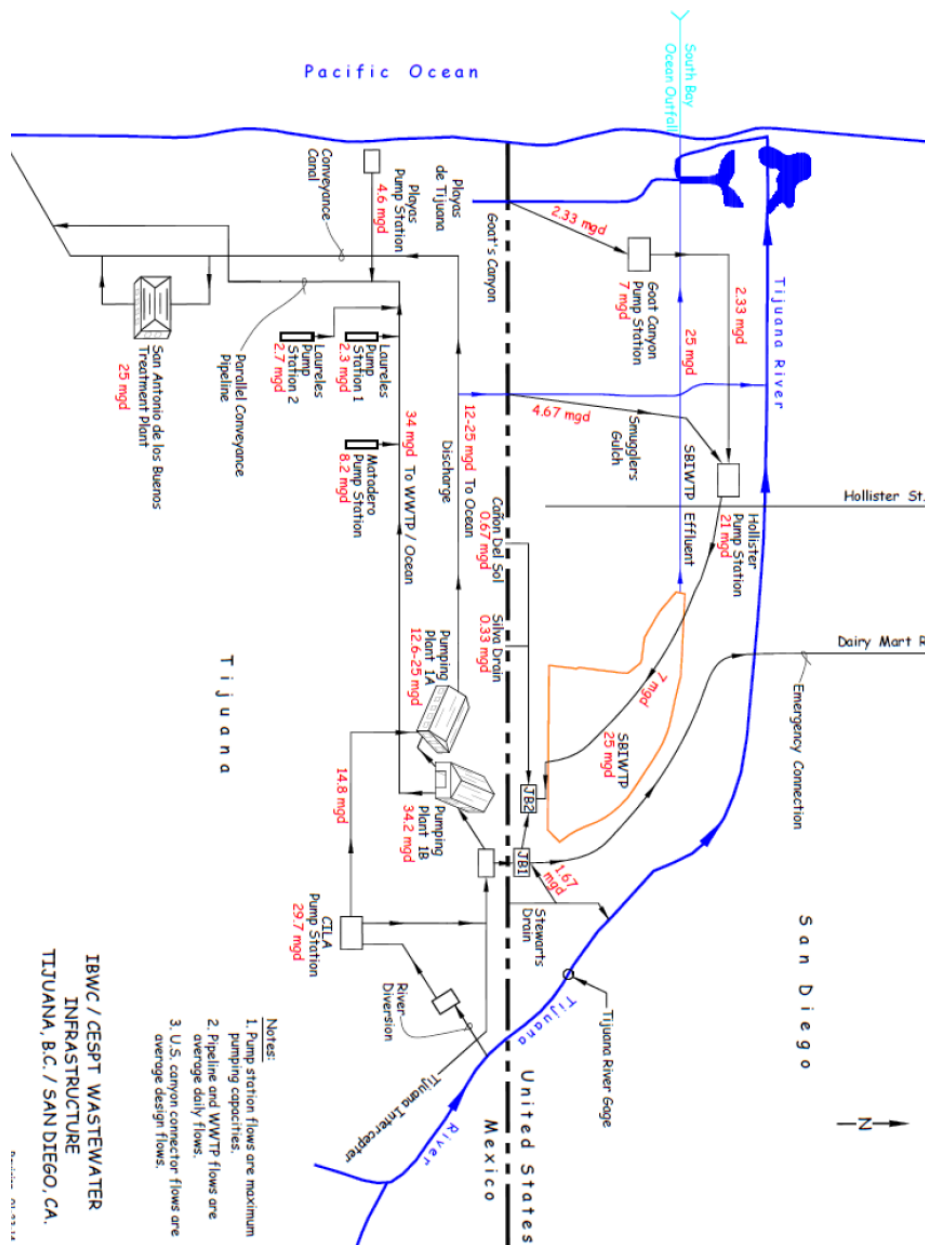 Pacific Ocean
South Bay
Ocean Outfall
Tijuana River
Playas
de Tijuana
Goat's Canyon
2.33 mgd
Goat Canyon
Pump Station
7 mgd
2.33 mgd
25 mgd
SBIWTP Effluent
4.67 mgd
Smugglers
Gulch
Hollister St.
Hollister
Pump Station
21 mgd
Dairy Mart R
Emergency Connection
7 mgd
SBIWTP
25 mgd
JB2
JB1
1.67
mgd
Stewarts
Drain
Cañon Del Sol
0.67 mgd
Silva Drain
0.33 mgd
Conveyance
Canal
Playas
Pump Station
4.6 mgd
San Antonio de los Buenos
Treatment Plant
25 mgd
Parallel Conveyance
Pipeline
Laureles
Pump
Station 1
2.3 mgd
Laureles
Pump
Station 2
2.7 mgd
Matadero
Pump Station
8.2 mgd
12-25 mgd To Ocean
Discharge
34 mgd To WWTP / Ocean
Pumping
Plant 1A
12.6-25 mgd
Pumping
Plant 1B
34.2 mgd
14.8 mgd
CILA
Pump Station
29.7 mgd
River
Diversion
Tijuana Intercepter
Tijuana
River
Tijuana River Gage
Tijuana
San Diego
United States
Mexico
N
Notes:
1. Pump station flows are maximum
pumping capacities.
2. Pipeline and WWTP flows are
average daily flows.
3. U.S. canyon connector flows are
average design flows.
IBWC / CESPT WASTEWATER
INFRASTRUCTURE
TIJUANA, B.C. / SAN DIEGO, CA.